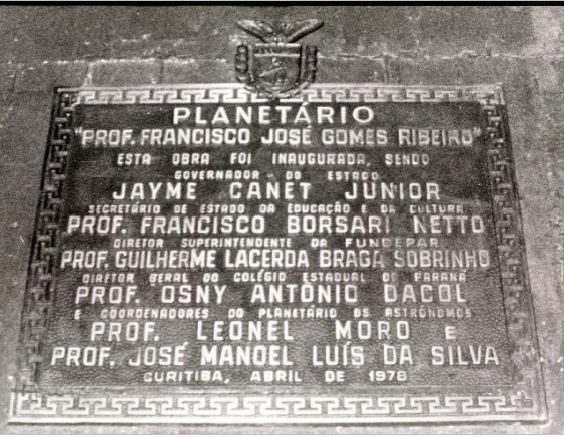 PLANETÁRIO
"PROF. FRANCISCO JOSÉ GOMES RIBEIRO"
ESTA OBRA FOI INAUGURADA, SENDO
GOVERNADOR - DO ESTADO
JAYME CANET JUNIOR
SECRETÁRIO DE ESTADO DA EDUCAÇÃO E DA CULTURA
PROF. FRANCISCO BORSARI NETTO
DIRETOR SUPERINTENDENTE DA FUNDEPAR
PROF. GUILHERME LACERDA BRAGA SOBRINHO
DIRETOR GERAL DO COLÉGIO ESTADUAL DE PARANÁ
PROF. OSNY ANTÔNIO DACOL
E COORDENADORES DO PLANETÁRIO OS ASTRÔNOMOS
PROF. LEONEL MORO E
PROF. JOSÉ MANOEL LUÍS DA SILVA
CURITIBA, ABRIL DE 1978